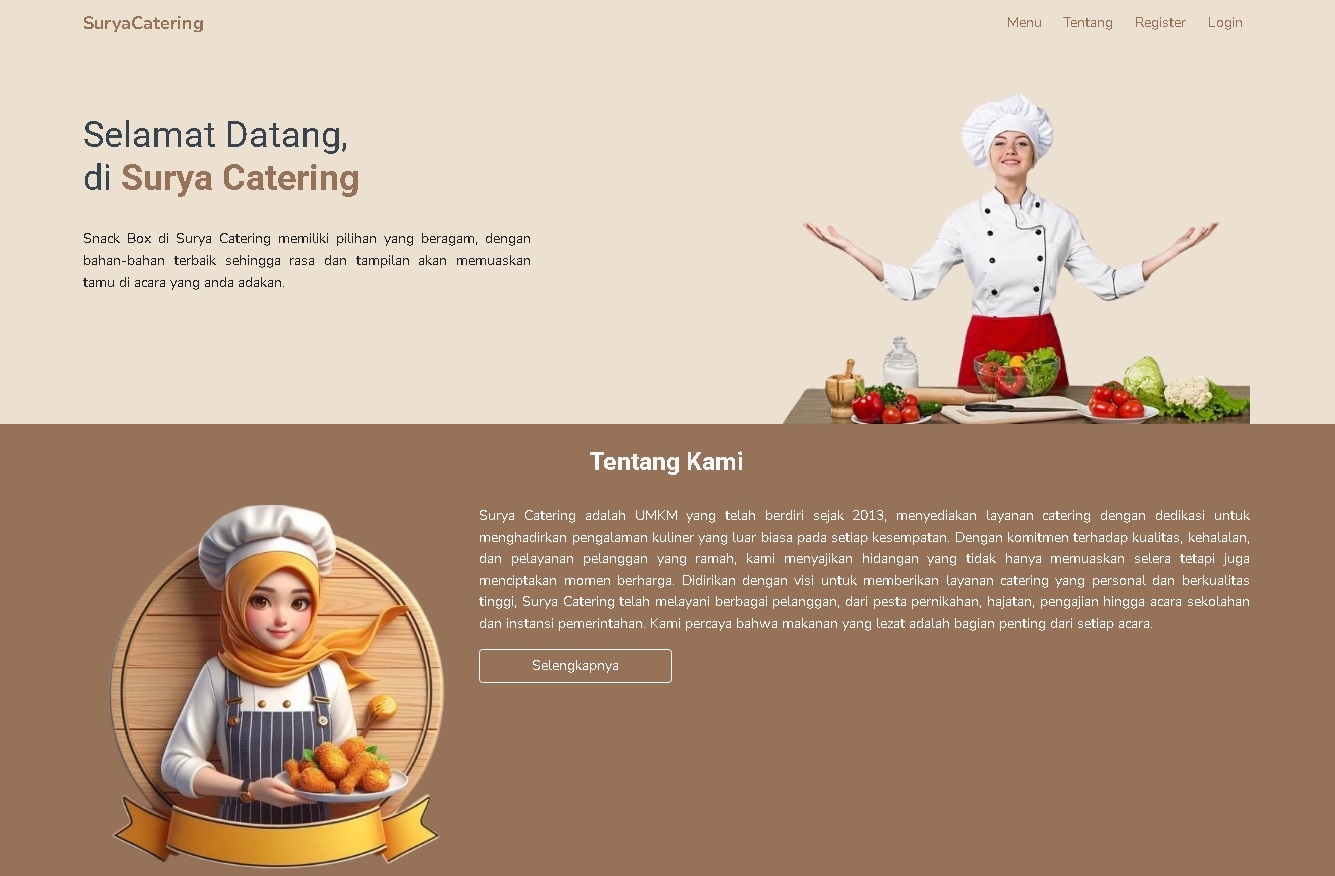 SuryaCatering
Menu Tentang Register Login
Selamat Datang,
di Surya Catering
Snack Box di Surya Catering memiliki pilihan yang beragam, dengan
bahan-bahan terbaik sehingga rasa dan tampilan akan memuaskan
tamu di acara yang anda adakan.
Tentang Kami
Surya Catering adalah UMKM yang telah berdiri sejak 2013, menyediakan layanan catering dengan dedikasi untuk
menghadirkan pengalaman kuliner yang luar biasa pada setiap kesempatan. Dengan komitmen terhadap kualitas, kehalalan,
dan pelayanan pelanggan yang ramah, kami menyajikan hidangan yang tidak hanya memuaskan selera tetapi juga
menciptakan momen berharga. Didirikan dengan visi untuk memberikan layanan catering yang personal dan berkualitas
tinggi, Surya Catering telah melayani berbagai pelanggan, dari pesta pernikahan, hajatan, pengajian hingga acara sekolahan
dan instansi pemerintahan. Kami percaya bahwa makanan yang lezat adalah bagian penting dari setiap acara.
Selengkapnya